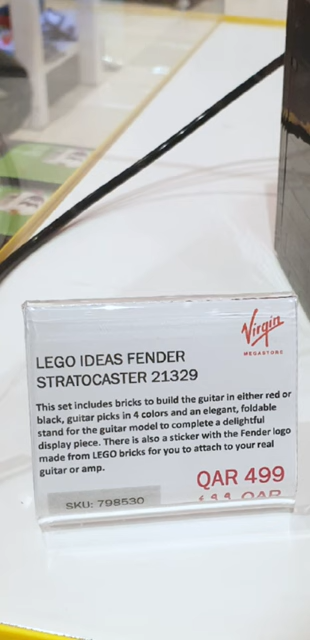 Virgin
MEGASTORE
LEGO IDEAS FENDER
STRATOCASTER 21329
This set includes bricks to build the guitar in either red or
black, guitar picks in 4 colors and an elegant, foldable
stand for the guitar model to complete a delightful
display piece. There is also a sticker with the Fender logo
made from LEGO bricks for you to attach to your real
guitar or amp.
QAR 499
SKU: 798530